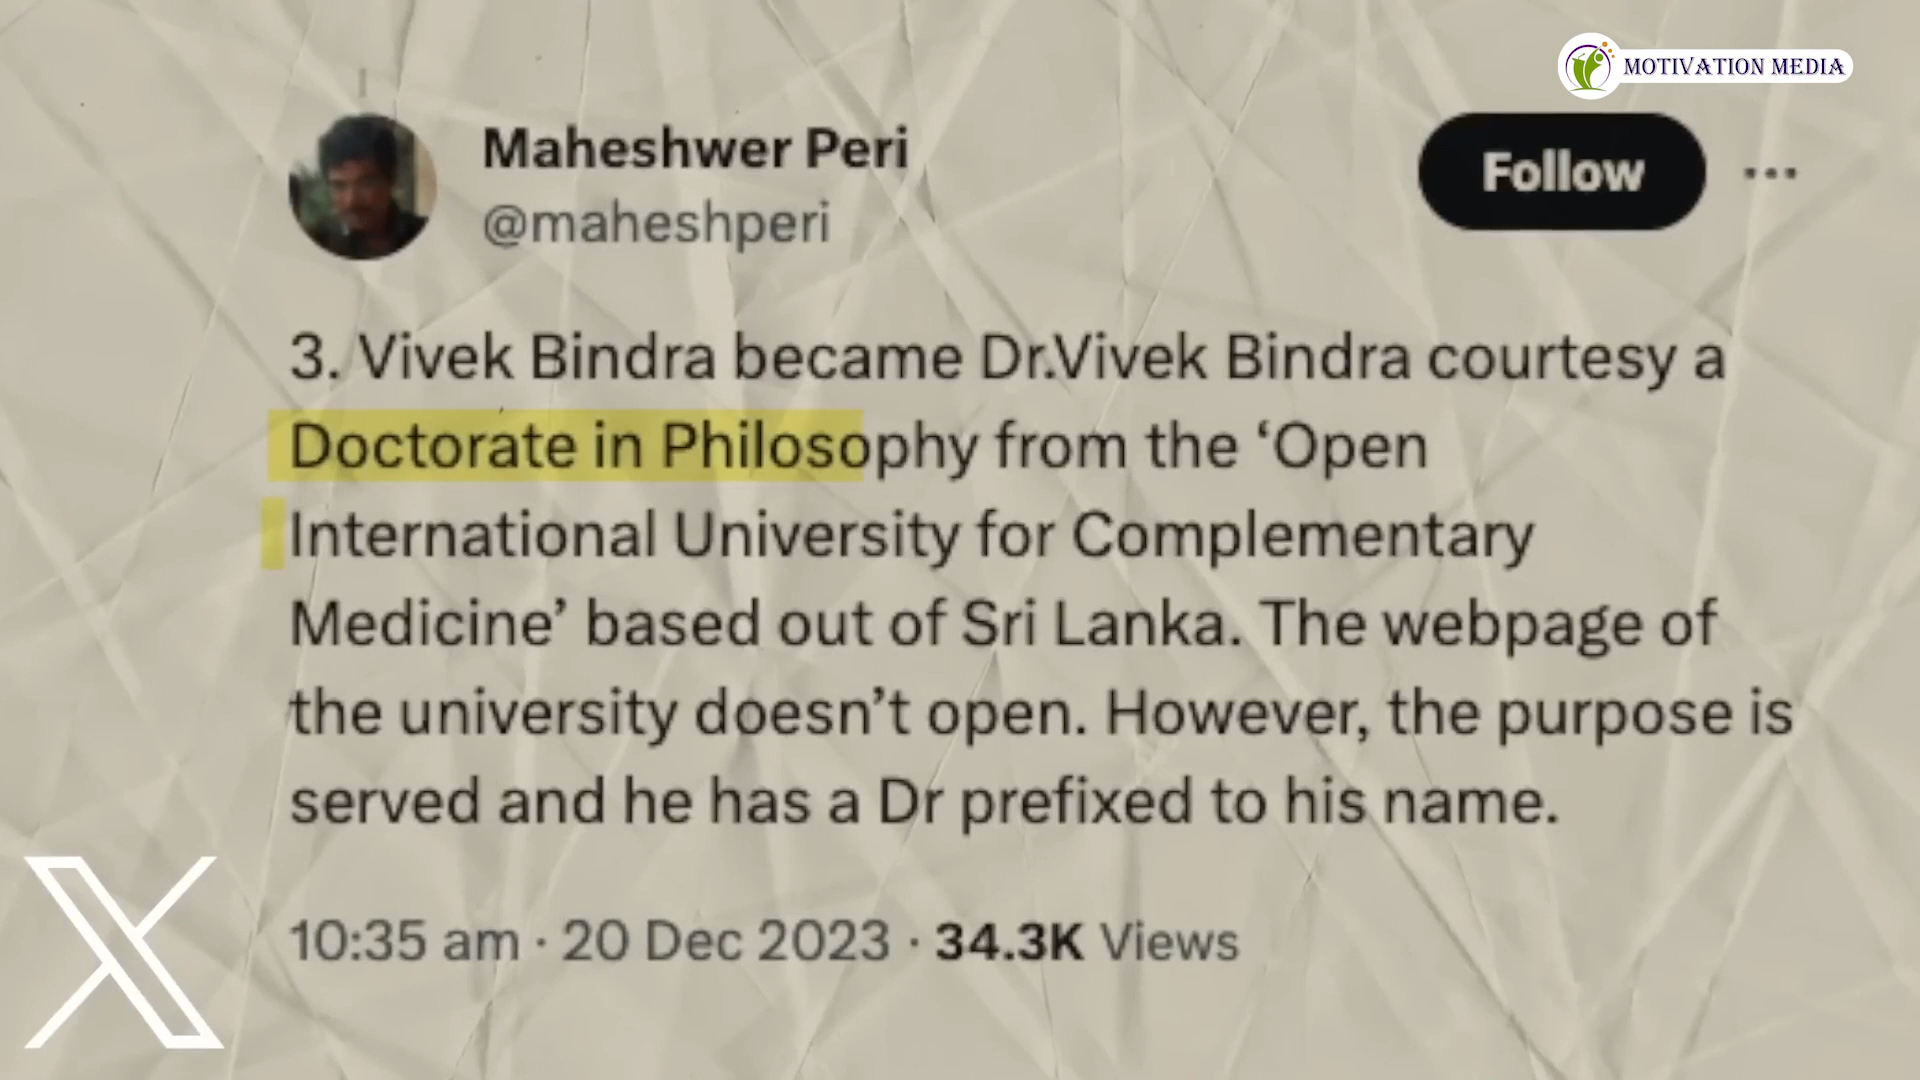 MOTIVATION MEDIA
Maheshwer Peri
@maheshperi
Follow
3. Vivek Bindra became Dr.Vivek Bindra courtesy a
Doctorate in Philosophy from the ‘Open
International University for Complementary
Medicine’ based out of Sri Lanka. The webpage of
the university doesn’t open. However, the purpose is
served and he has a Dr prefixed to his name.
10:35 am · 20 Dec 2023 · 34.3K Views